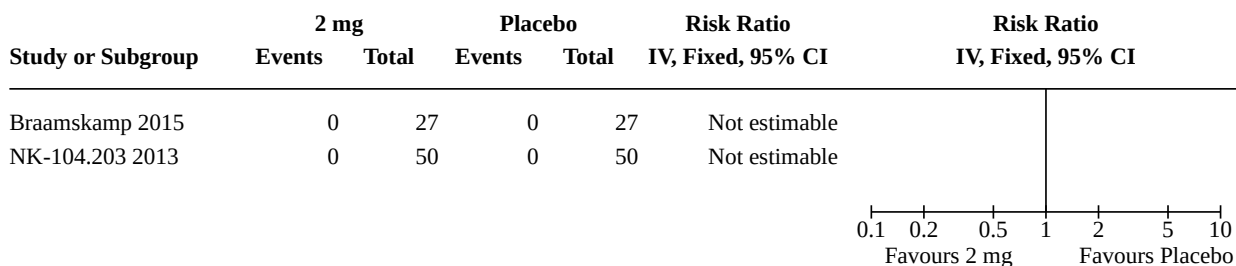 2 mg Placebo Risk Ratio Risk Ratio
Study or Subgroup Events Total Events Total IV, Fixed, 95% CI IV, Fixed, 95% CI
Braamskamp 2015 0 27 0 27 Not estimable
NK-104.203 2013 0 50 0 50 Not estimable
0.1 0.2 0.5 1 2 5 10
Favours 2 mg Favours Placebo